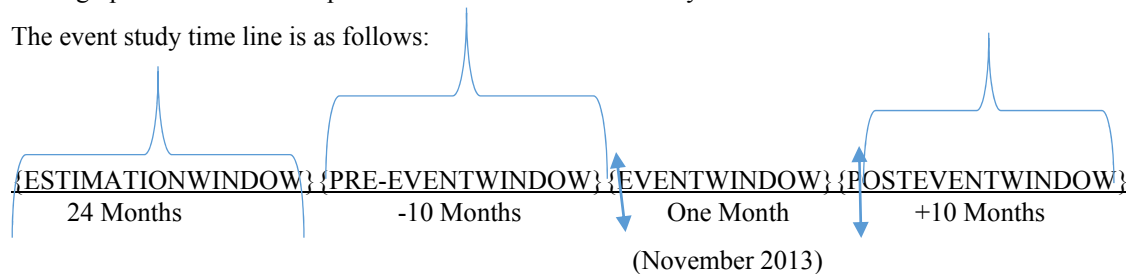 The event study time line is as follows:
{ESTIMATIONWINDOW} {PRE-EVENTWINDOW} {EVENTWINDOW} {POSTEVENTWINDOW}
24 Months -10 Months One Month +10 Months
(November 2013)